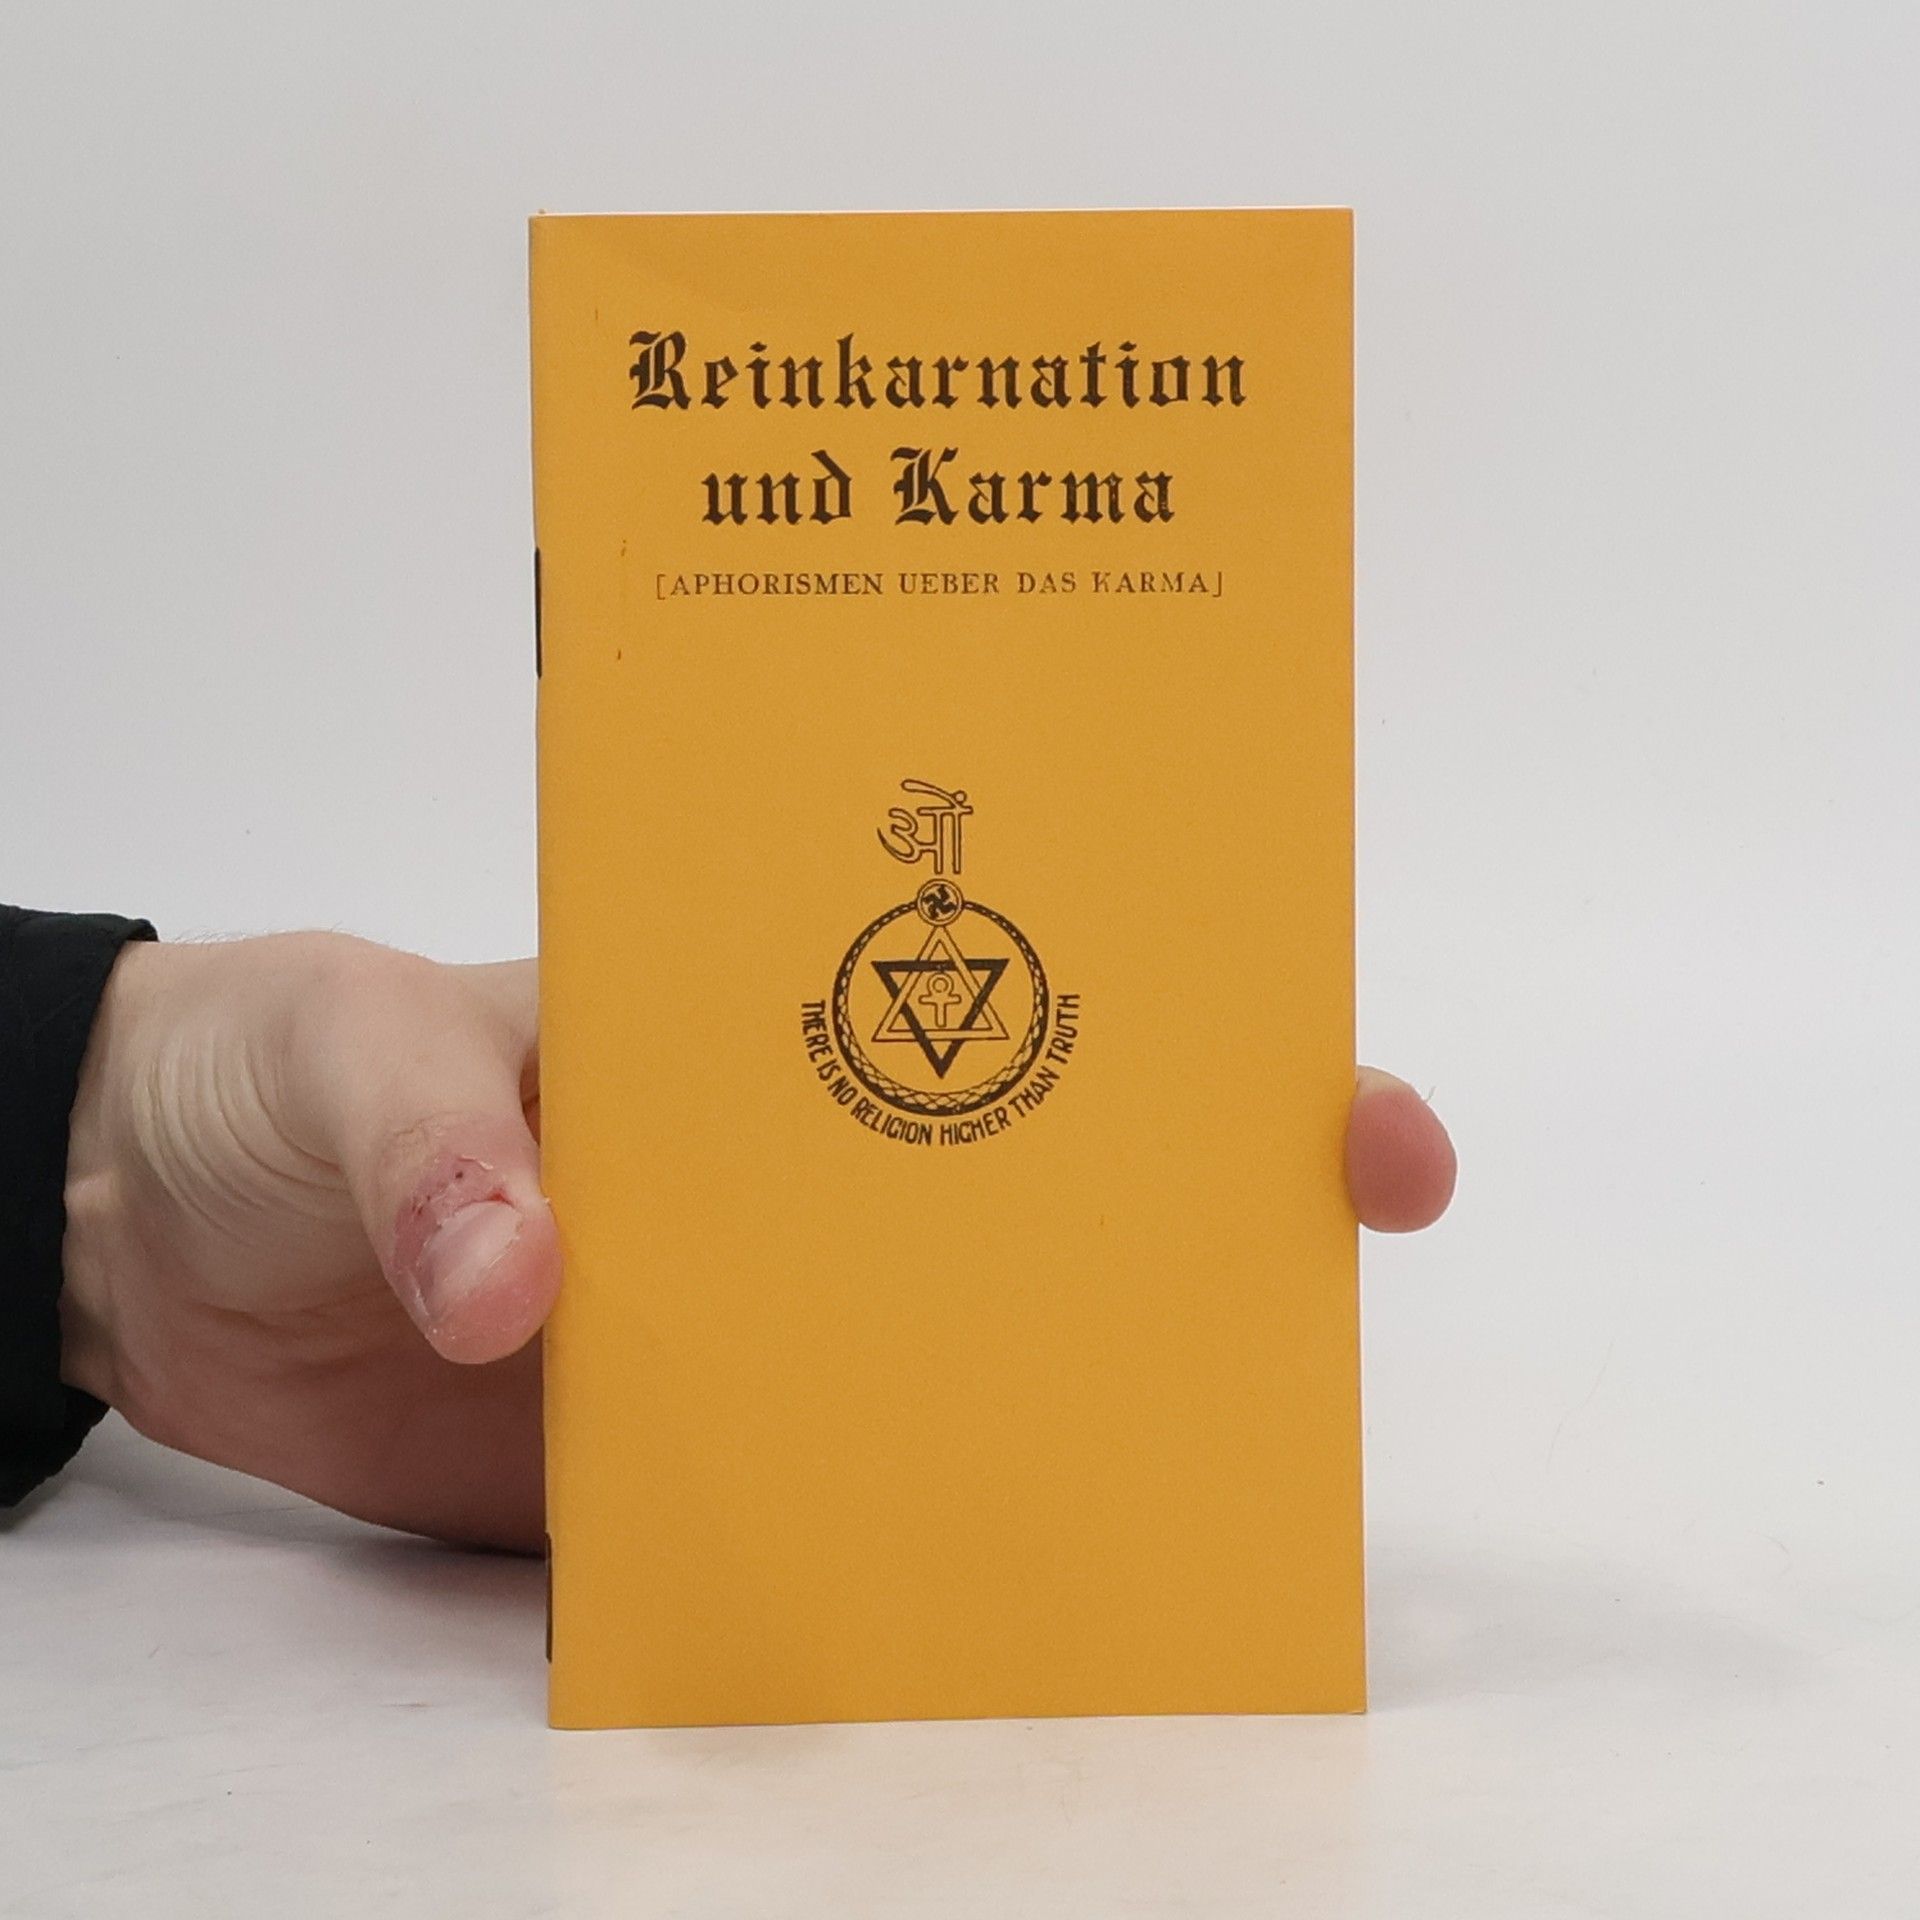 Reinkarnation
und Karma
[APHORISMEN UEBER DAS KARMA]
ओं
THERE IS NO RELIGION HIGHER THAN TRUTH